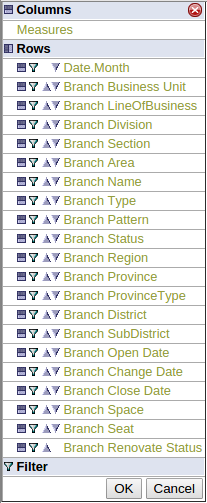 Columns
Measures
Rows
Date.Month
Branch Business Unit
Branch LineOfBusiness
Branch Division
Branch Section
Branch Area
Branch Name
Branch Type
Branch Pattern
Branch Status
Branch Region
Branch Province
Branch ProvinceType
Branch District
Branch SubDistrict
Branch Open Date
Branch Change Date
Branch Close Date
Branch Space
Branch Seat
Branch Renovate Status
Filter
OK Cancel